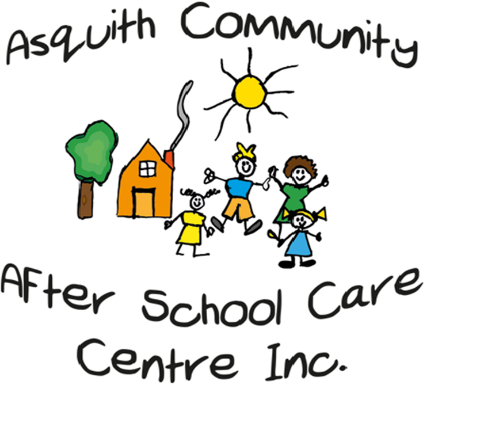 Asquith Community
After School Care
Centre Inc.